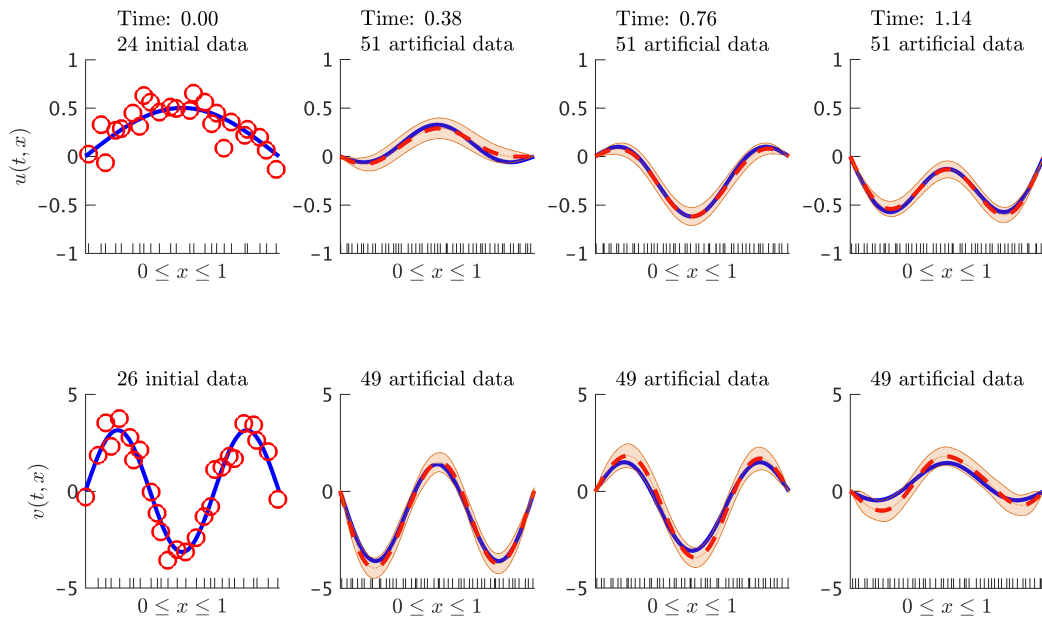 Time: 0.00
24 initial data
Time: 0.38
51 artificial data
Time: 0.76
51 artificial data
Time: 1.14
51 artificial data
u(t, x)
1
0.5
0
−0.5
−1
0 ≤ x ≤ 1
1
0.5
0
−0.5
−1
0 ≤ x ≤ 1
1
0.5
0
−0.5
−1
0 ≤ x ≤ 1
1
0.5
0
−0.5
−1
0 ≤ x ≤ 1
26 initial data
49 artificial data
49 artificial data
49 artificial data
v(t, x)
5
0
−5
0 ≤ x ≤ 1
5
0
−5
0 ≤ x ≤ 1
5
0
−5
0 ≤ x ≤ 1
5
0
−5
0 ≤ x ≤ 1